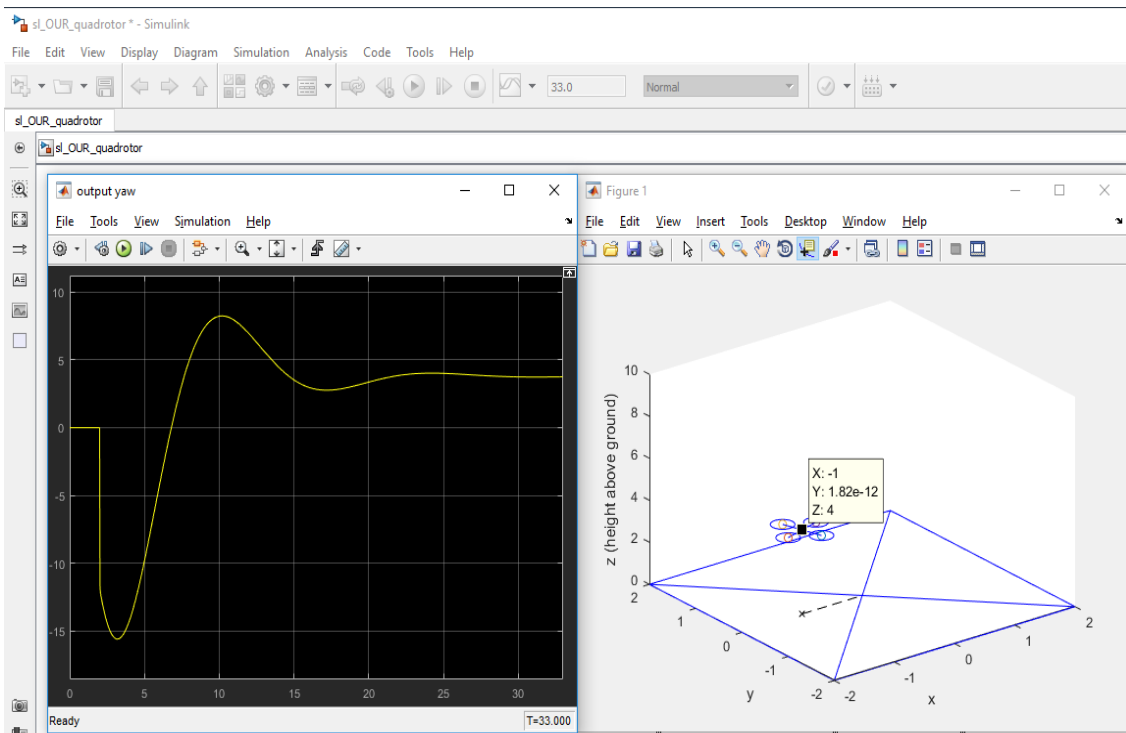 sl_OUR_quadrotor * - Simulink
File Edit View Display Diagram Simulation Analysis Code Tools Help
33.0 Normal
sl_OUR_quadrotor
sl_OUR_quadrotor
output yaw
File Tools View Simulation Help
10
5
0
-5
-10
-15
0 5 10 15 20 25 30
Ready T=33.000
Figure 1
File Edit View Insert Tools Desktop Window Help
z (height above ground)
10
8
6
4
2
0
X: -1
Y: 1.82e-12
Z: 4
2
1
0
-1
-2
y
-2
-1
0
1
2
x